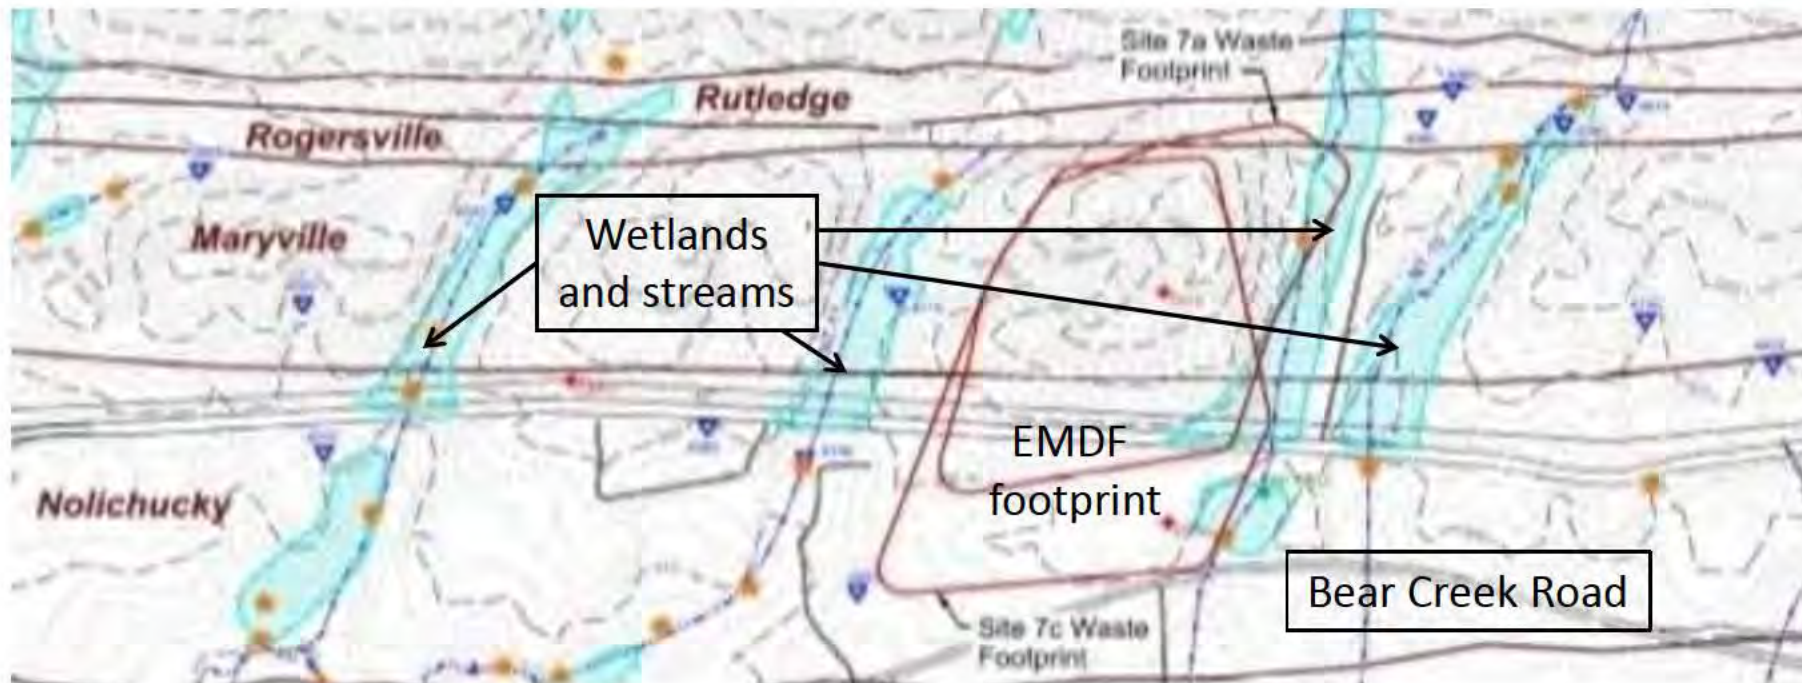 Site 7a Waste
Footprint
Rutledge
Rogersville
Maryville
Wetlands
and streams
EMDF
footprint
Nolichucky
Bear Creek Road
Site 7c Waste
Footprint